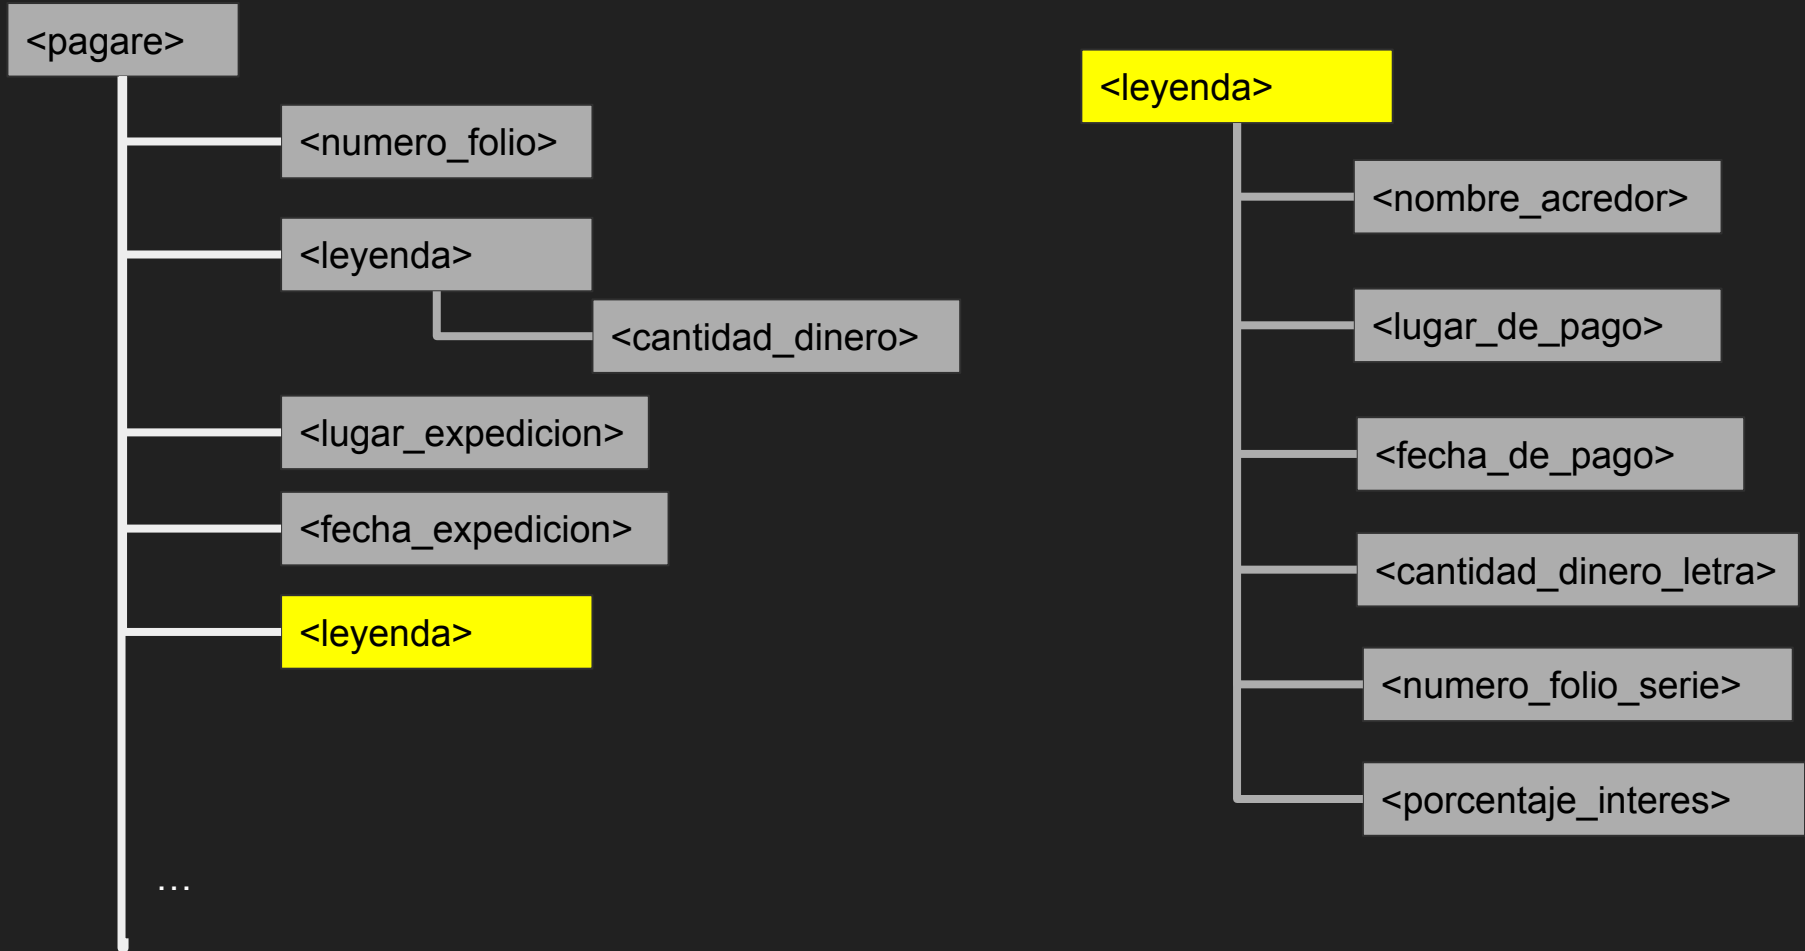 <pagare>
<numero_folio>
<leyenda>
<cantidad_dinero>
<lugar_expedicion>
<fecha_expedicion>
<leyenda>
...
<leyenda>
<nombre_acredor>
<lugar_de_pago>
<fecha_de_pago>
<cantidad_dinero_letra>
<numero_folio_serie>
<porcentaje_interes>